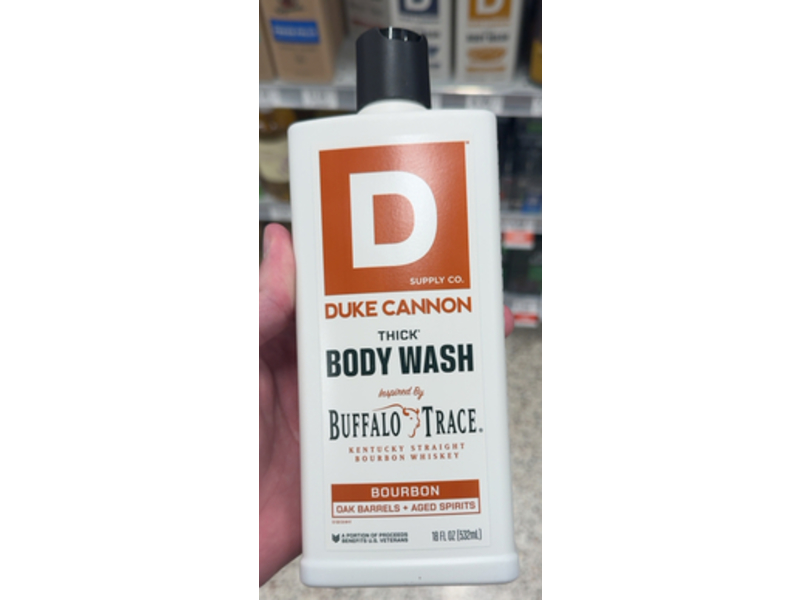 D
SUPPLY CO.
DUKE CANNON
THICK
BODY WASH
Inspired By
BUFFALO TRACE
KENTUCKY STRAIGHT
BOURBON WHISKEY
BOURBON
OAK BARRELS + AGED SPIRITS
A PORTION OF PROCEEDS
BENEFITS U.S. VETERANS
18 FL OZ (532mL)